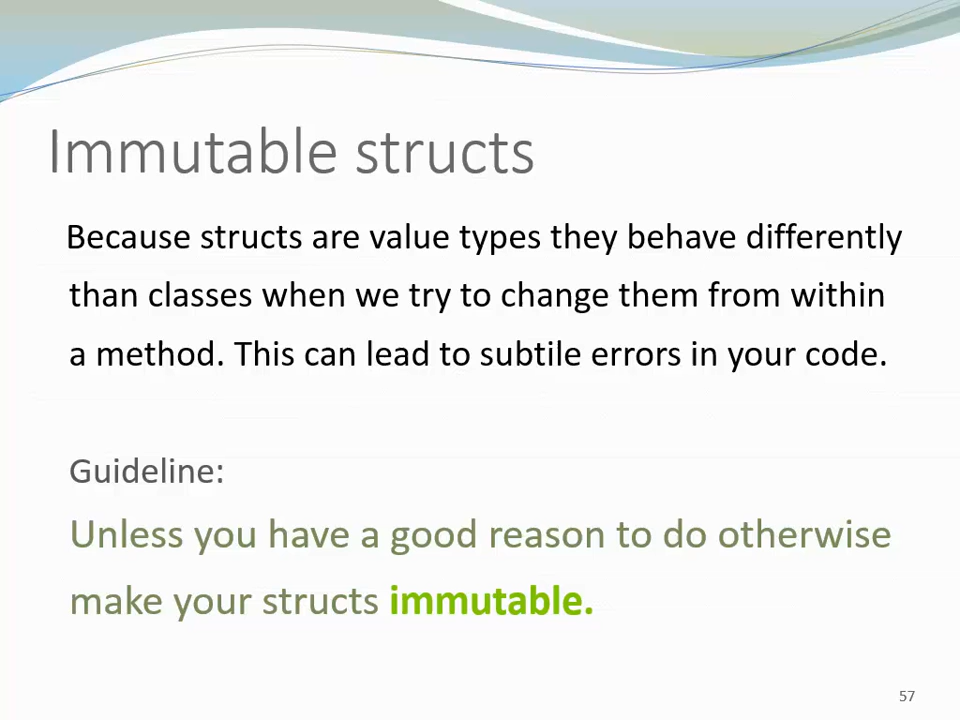 Immutable structs
Because structs are value types they behave differently
than classes when we try to change them from within
a method. This can lead to subtile errors in your code.
Guideline:
Unless you have a good reason to do otherwise
make your structs immutable.
57